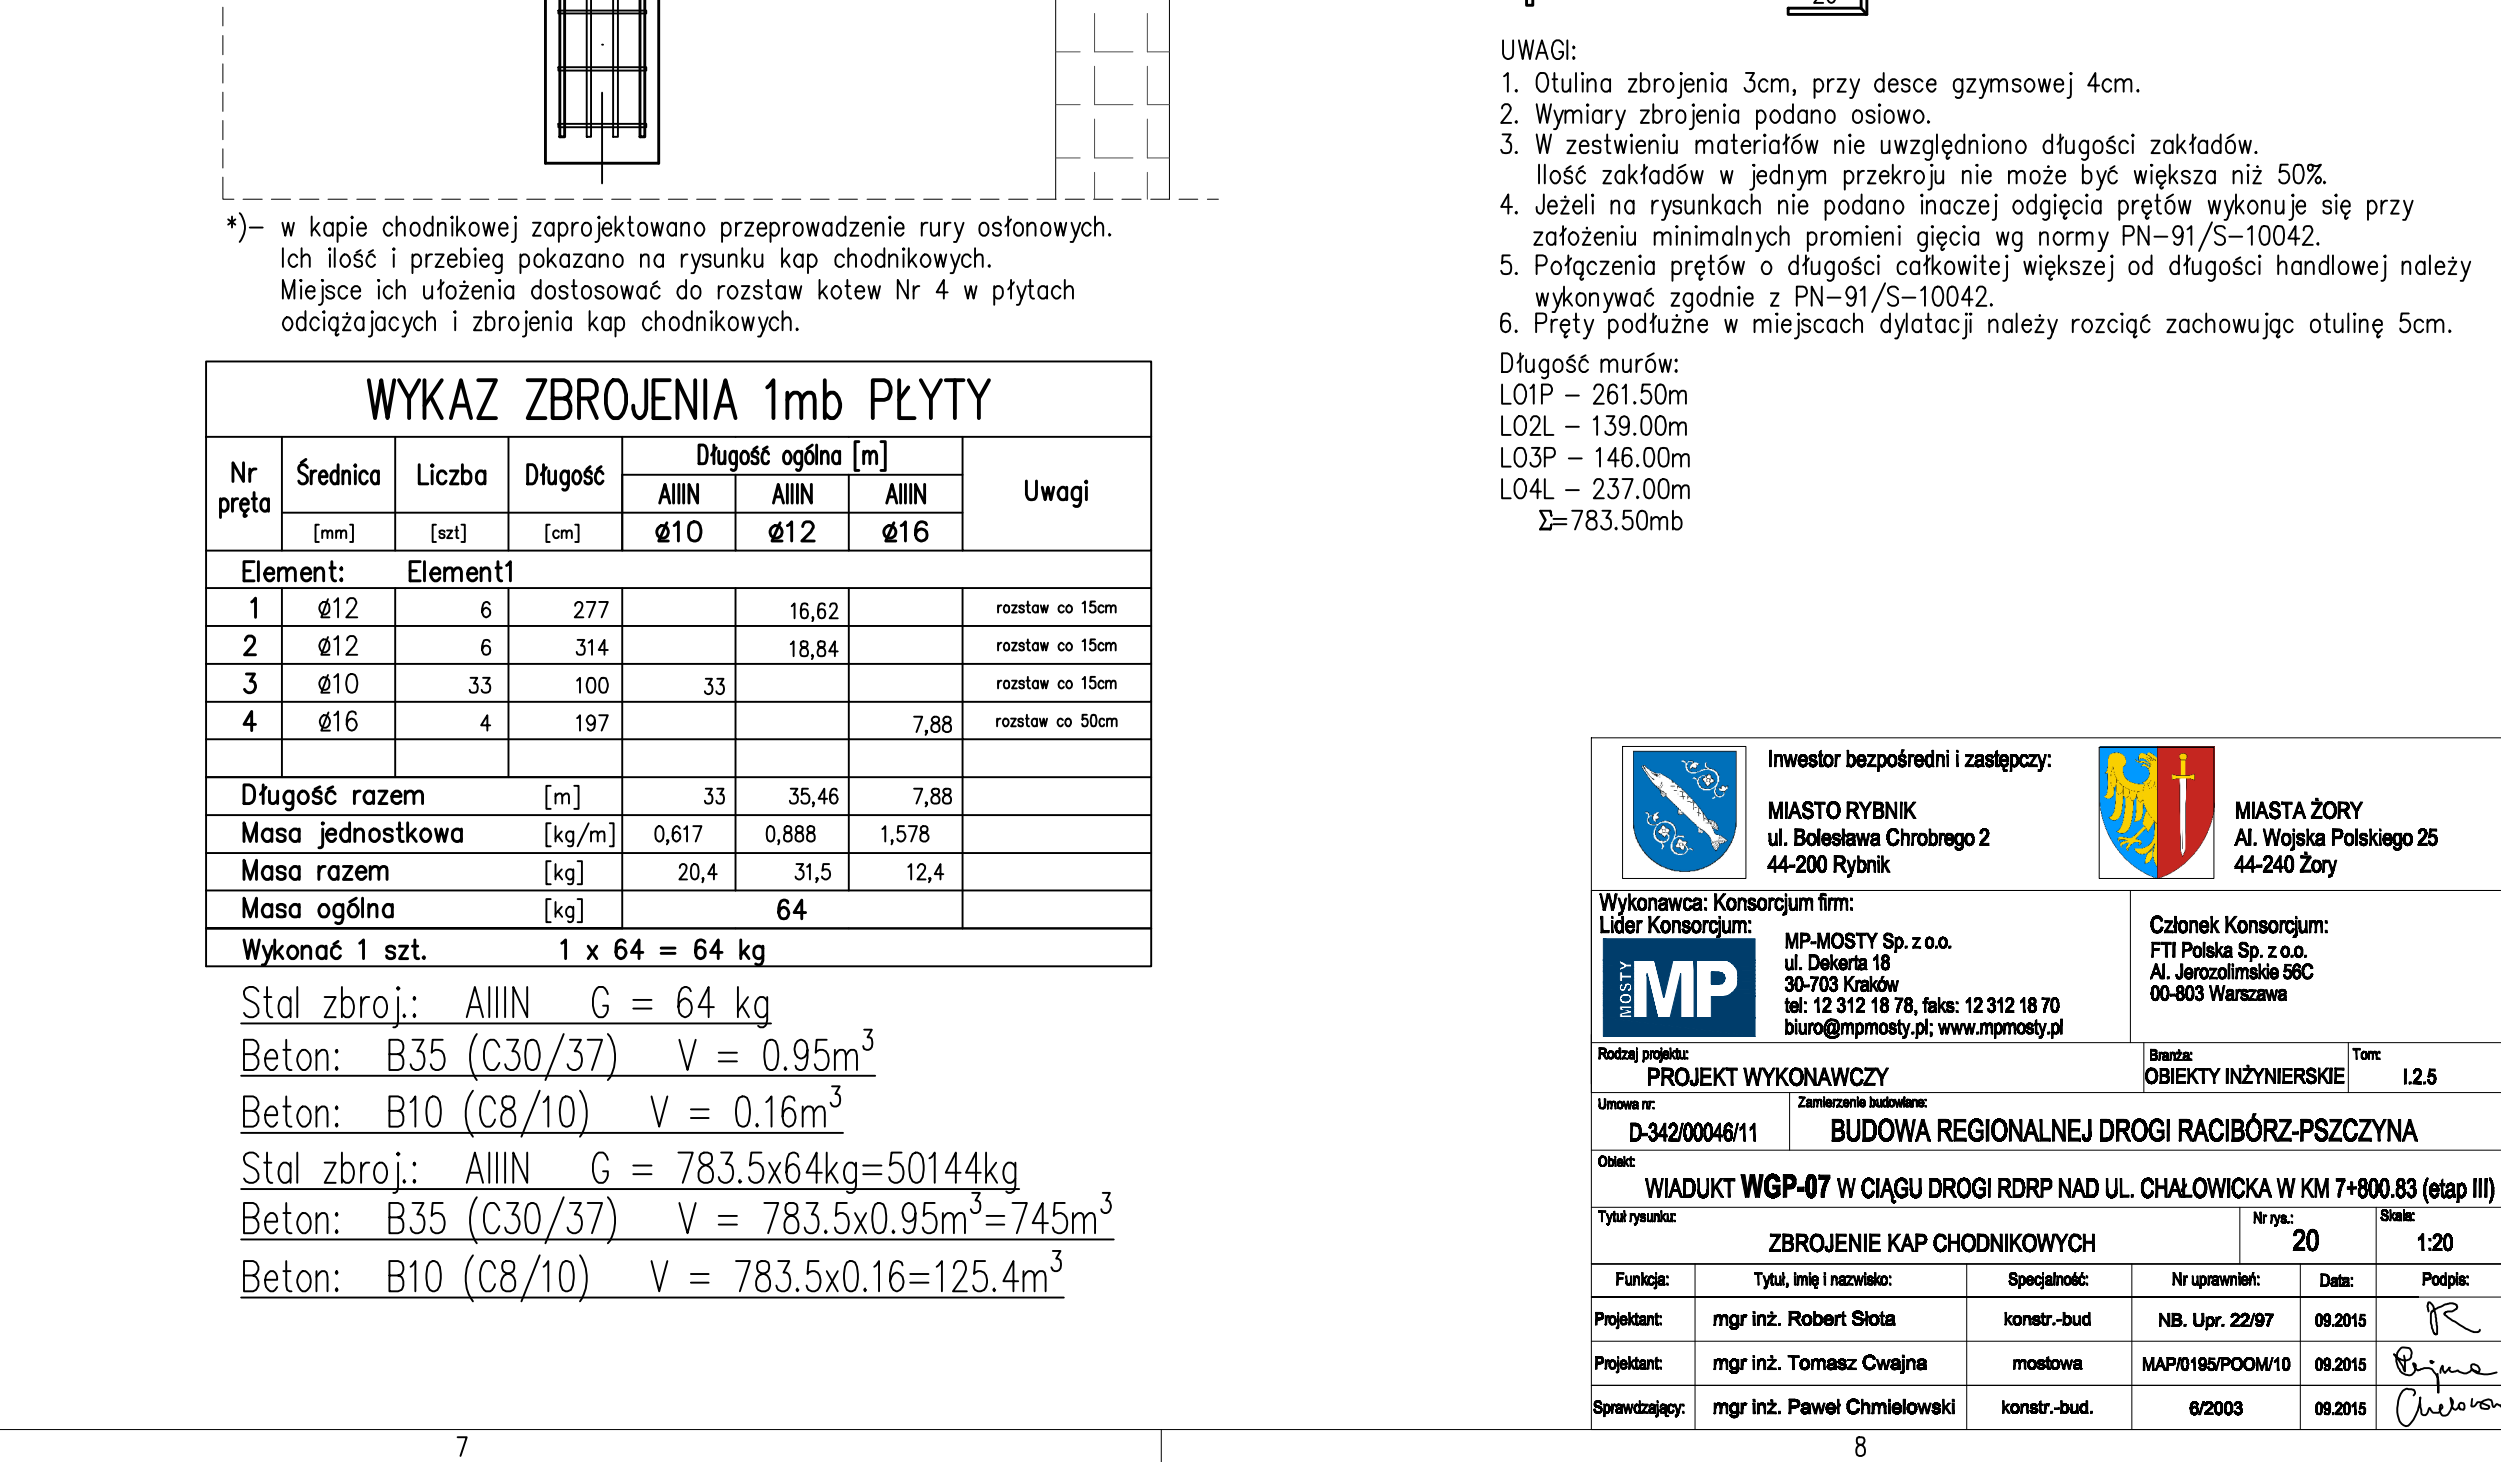 *)– w kapie chodnikowej zaprojektowano przeprowadzenie rury osłonowych.
Ich ilość i przebieg pokazano na rysunku kap chodnikowych.
Miejsce ich ułożenia dostosować do rozstaw kotew Nr 4 w płytach
odciążajacych i zbrojenia kap chodnikowych.
WYKAZ ZBROJENIA 1mb PŁYTY
Nr pręta Średnica Liczba Długość Długość ogólna [m] Uwagi
AIIIN AIIIN AIIIN
[mm] [szt] [cm] ø10 ø12 ø16
Element: Element1
1 ø12 6 277 16,62 rozstaw co 15cm
2 ø12 6 314 18,84 rozstaw co 15cm
3 ø10 33 100 33 rozstaw co 15cm
4 ø16 4 197 7,88 rozstaw co 50cm
Długość razem [m] 33 35,46 7,88
Masa jednostkowa [kg/m] 0,617 0,888 1,578
Masa razem [kg] 20,4 31,5 12,4
Masa ogólna [kg] 64
Wykonać 1 szt. 1 x 64 = 64 kg
Stal zbroj.: AIIIN G = 64 kg
Beton: B35 (C30/37) V = 0.95m³
Beton: B10 (C8/10) V = 0.16m³
Stal zbroj.: AIIIN G = 783.5x64kg=50144kg
Beton: B35 (C30/37) V = 783.5x0.95m³=745m³
Beton: B10 (C8/10) V = 783.5x0.16=125.4m³
7
UWAGI:
1. Otulina zbrojenia 3cm, przy desce gzymsowej 4cm.
2. Wymiary zbrojenia podano osiowo.
3. W zestwieniu materiałów nie uwzględniono długości zakładów.
Ilość zakładów w jednym przekroju nie może być większa niż 50%.
4. Jeżeli na rysunkach nie podano inaczej odgięcia prętów wykonuje się przy
założeniu minimalnych promieni gięcia wg normy PN–91/S–10042.
5. Połączenia prętów o długości całkowitej większej od długości handlowej należy
wykonywać zgodnie z PN–91/S–10042.
6. Pręty podłużne w miejscach dylatacji należy rozciąć zachowując otulinę 5cm.
Długość murów:
LO1P – 261.50m
LO2L – 139.00m
LO3P – 146.00m
LO4L – 237.00m
Σ=783.50mb
Inwestor bezpośredni i zastępczy:
MIASTO RYBNIK
ul. Bolesława Chrobrego 2
44-200 Rybnik
MIASTA ŻORY
Al. Wojska Polskiego 25
44-240 Żory
Wykonawca: Konsorcjum firm:
Lider Konsorcjum:
MOSTY MP
MP-MOSTY Sp. z o.o.
ul. Dekerta 18
30-703 Kraków
tel: 12 312 18 78, faks: 12 312 18 70
biuro@mpmosty.pl; www.mpmosty.pl
Członek Konsorcjum:
FTI Polska Sp. z o.o.
Al. Jerozolimskie 56C
00-803 Warszawa
Rodzaj projektu: Branża: Tom:
PROJEKT WYKONAWCZY OBIEKTY INŻYNIERSKIE I.2.5
Umowa nr: Zamierzenie budowlane:
D-342/00046/11 BUDOWA REGIONALNEJ DROGI RACIBÓRZ-PSZCZYNA
Obiekt:
WIADUKT WGP-07 W CIĄGU DROGI RDRP NAD UL. CHAŁOWICKA W KM 7+800.83 (etap III)
Tytuł rysunku: Nr rys.: Skala:
ZBROJENIE KAP CHODNIKOWYCH 20 1:20
Funkcja: Tytuł, imię i nazwisko: Specjalność: Nr uprawnień: Data: Podpis:
Projektant: mgr inż. Robert Słota konstr.-bud NB. Upr. 22/97 09.2015
Projektant: mgr inż. Tomasz Cwajna mostowa MAP/0195/POOM/10 09.2015
Sprawdzający: mgr inż. Paweł Chmielowski konstr.-bud. 6/2003 09.2015
8